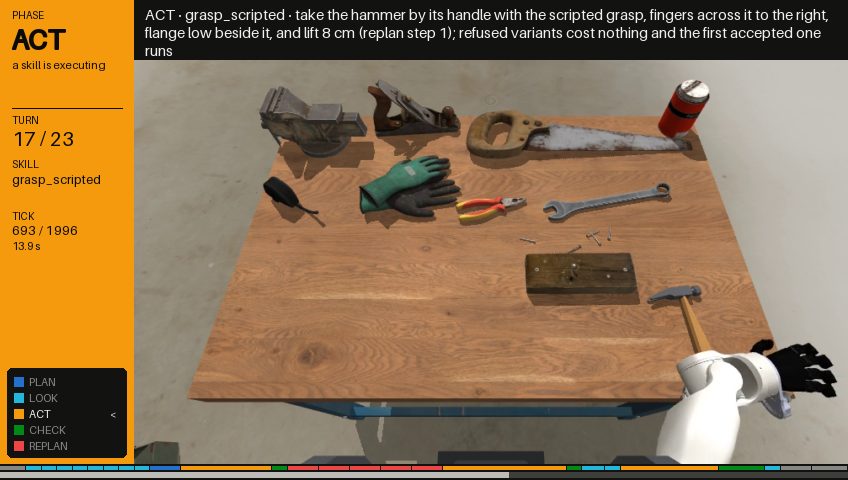 PHASE
ACT
a skill is executing
TURN
17 / 23
SKILL
grasp_scripted
TICK
693 / 1996
13.9 s
PLAN
LOOK
ACT <
CHECK
REPLAN
ACT · grasp_scripted · take the hammer by its handle with the scripted grasp, fingers across it to the right,
flange low beside it, and lift 8 cm (replan step 1); refused variants cost nothing and the first accepted one
runs